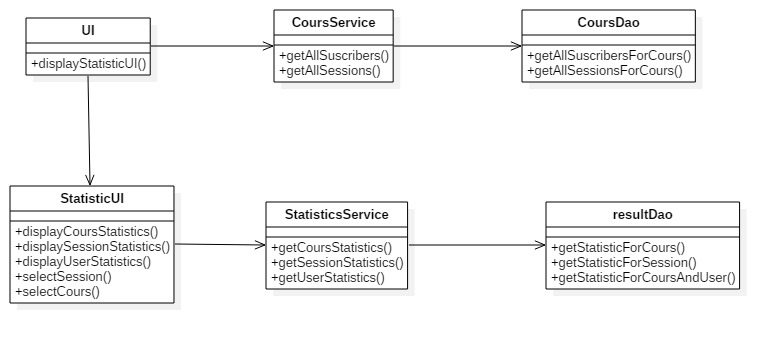 UI
+displayStatisticUI()
CoursService
+getAllSuscribers()
+getAllSessions()
CoursDao
+getAllSuscribersForCours()
+getAllSessionsForCours()
StatisticUI
+displayCoursStatistics()
+displaySessionStatistics()
+displayUserStatistics()
+selectSession()
+selectCours()
StatisticsService
+getCoursStatistics()
+getSessionStatistics()
+getUserStatistics()
resultDao
+getStatisticForCours()
+getStatisticForSession()
+getStatisticForCoursAndUser()